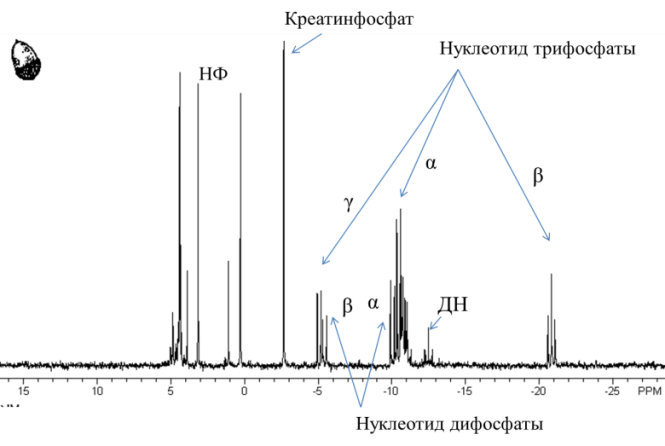 Креатинфосфат
Нуклеотид трифосфаты
НФ
α
γ
β
β α ДН
15 10 5 0 -5 -10 -15 -20 -25 PPM
Нуклеотид дифосфаты